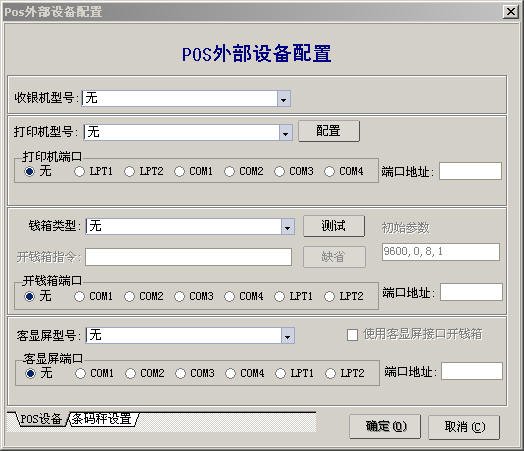 Pos外部设备配置
POS外部设备配置
收银机型号: 无
打印机型号: 无 配置
打印机端口
无 LPT1 LPT2 COM1 COM2 COM3 COM4 端口地址:
钱箱类型: 无 测试 初始参数
开钱箱指令: 缺省 9600,0,8,1
开钱箱端口
无 COM1 COM2 COM3 COM4 LPT1 LPT2 端口地址:
客显屏型号: 无 使用客显屏接口开钱箱
客显屏端口
无 COM1 COM2 COM3 COM4 LPT1 LPT2 端口地址:
POS设备 条码秤设置 确定(O) 取消(C)